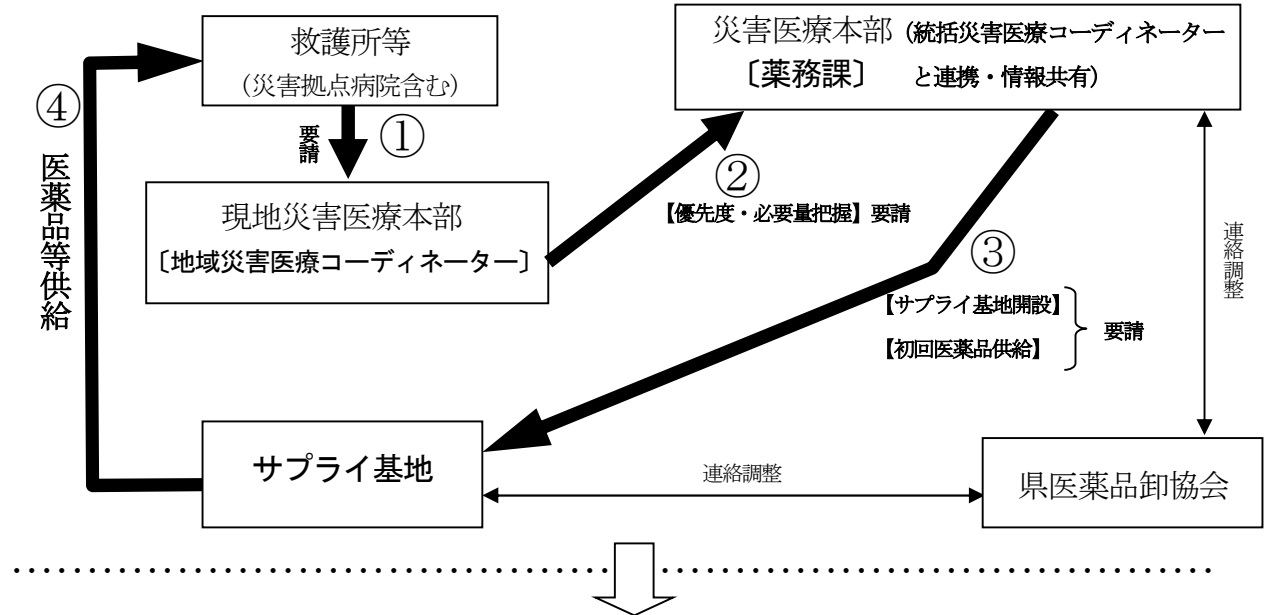 救護所等
(災害拠点病院含む)
災害医療本部 (統括災害医療コーディネーター
〔薬務課〕 と連携・情報共有)
④
医薬品等供給
要請
①
現地災害医療本部
〔地域災害医療コーディネーター〕
②
【優先度・必要量把握】要請
③
【サプライ基地開設】
【初回医薬品供給】
要請
連絡調整
サプライ基地
連絡調整
県医薬品卸協会